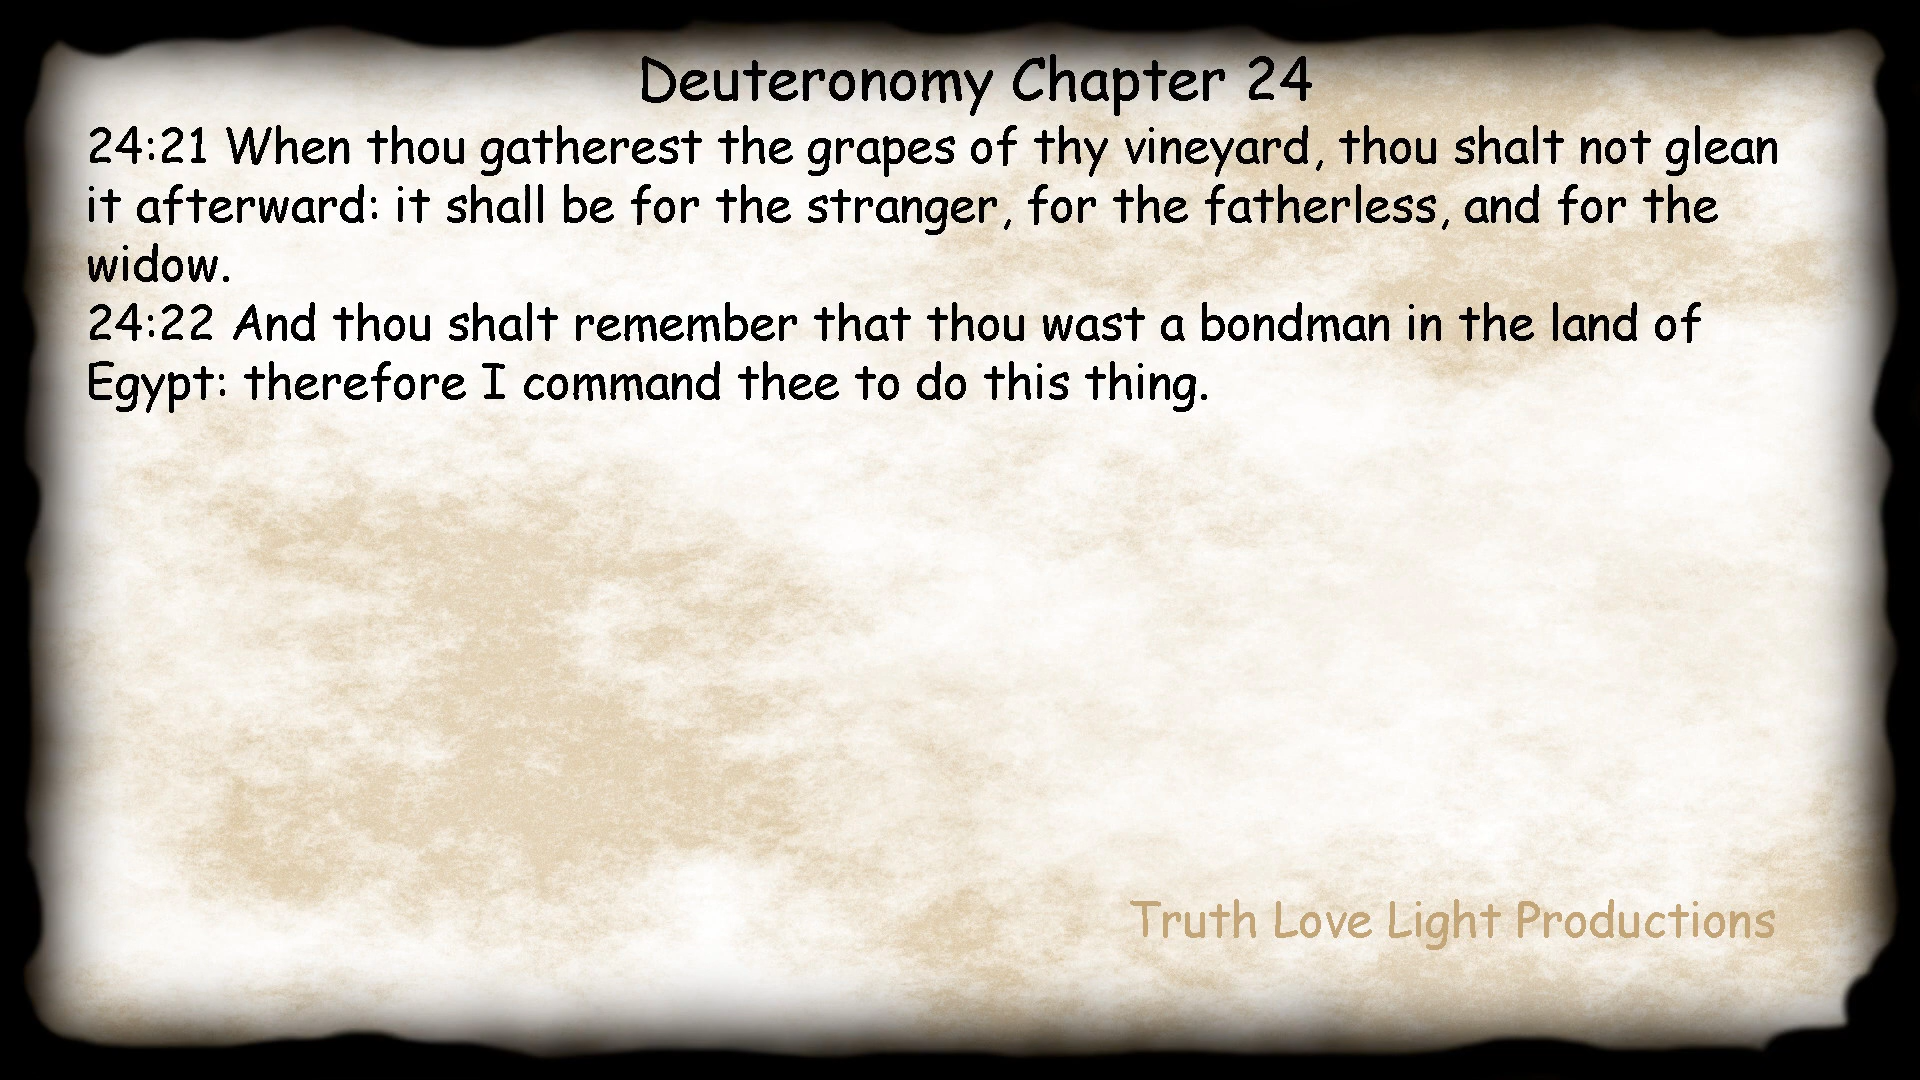 Deuteronomy Chapter 24
24:21 When thou gatherest the grapes of thy vineyard, thou shalt not glean
it afterward: it shall be for the stranger, for the fatherless, and for the
widow.
24:22 And thou shalt remember that thou wast a bondman in the land of
Egypt: therefore I command thee to do this thing.
Truth Love Light Productions